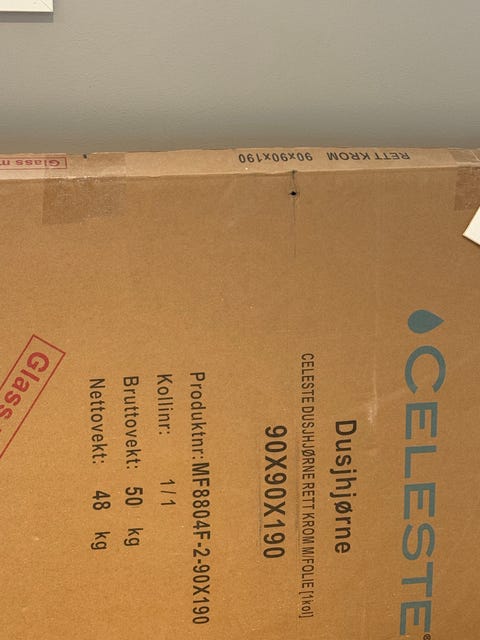 Glass m
RETT KROM 90x90x190
CELESTE®
Dusjhjørne
CELESTE DUSJHJØRNE RETT KROM M/FOLIE [1kol]
90X90X190
Produktnr: MF8804F-2-90X190
Kollinr: 1/1
Bruttovekt: 50 kg
Nettovekt: 48 kg
Glass